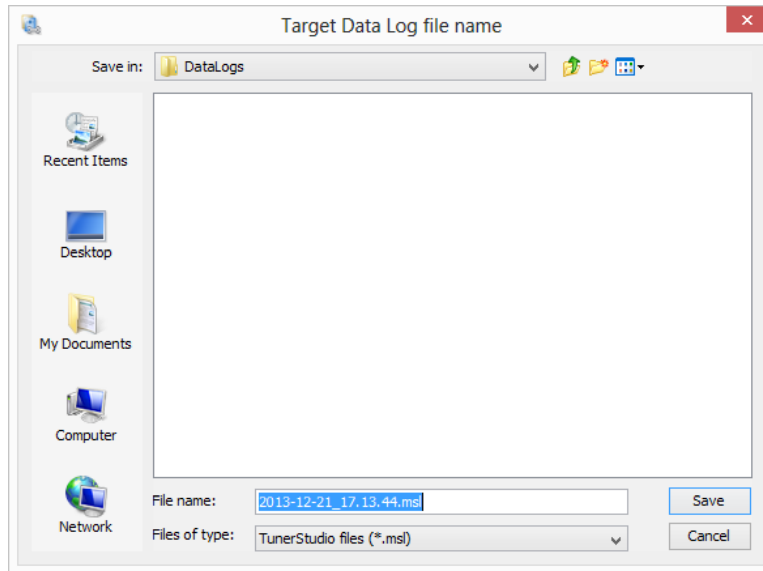 Target Data Log file name
Save in: DataLogs
Recent Items
Desktop
My Documents
Computer
Network
File name: 2013-12-21_17.13.44.msl Save
Files of type: TunerStudio files (*.msl) Cancel